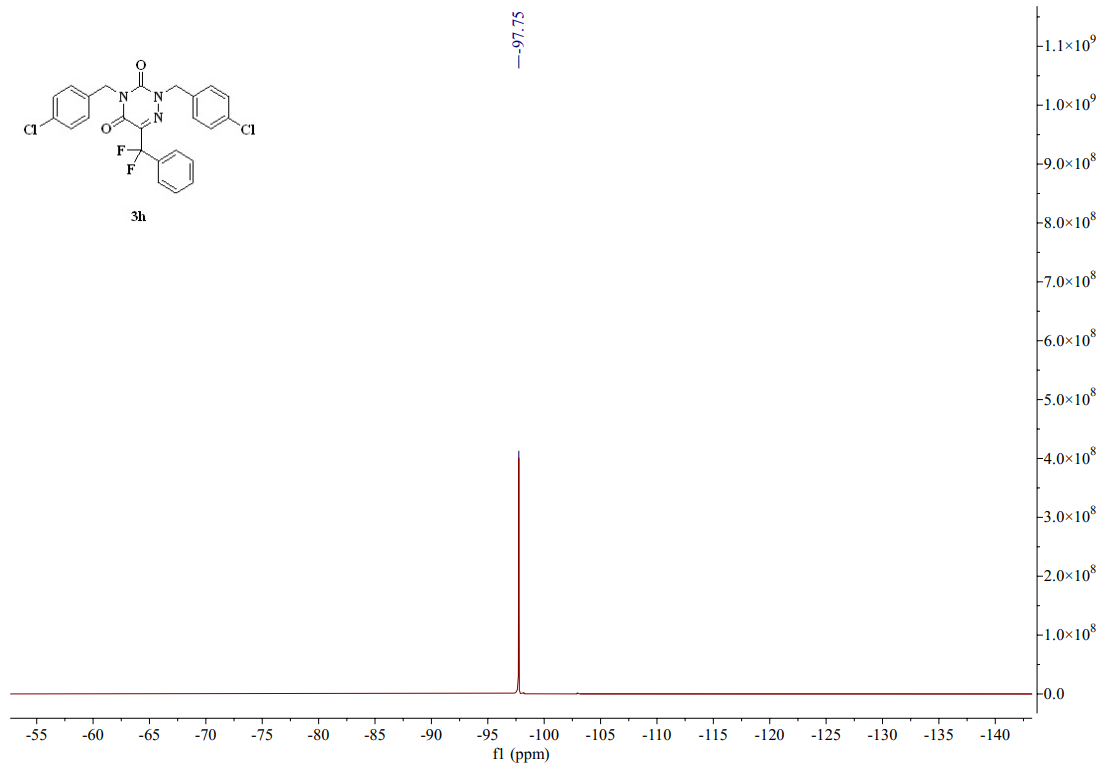 -97.75
O
N
N
N
O
Cl
Cl
F
F
3h
1.1×10⁹
1.0×10⁹
9.0×10⁸
8.0×10⁸
7.0×10⁸
6.0×10⁸
5.0×10⁸
4.0×10⁸
3.0×10⁸
2.0×10⁸
1.0×10⁸
0.0
-55 -60 -65 -70 -75 -80 -85 -90 -95 -100 -105 -110 -115 -120 -125 -130 -135 -140
f1 (ppm)